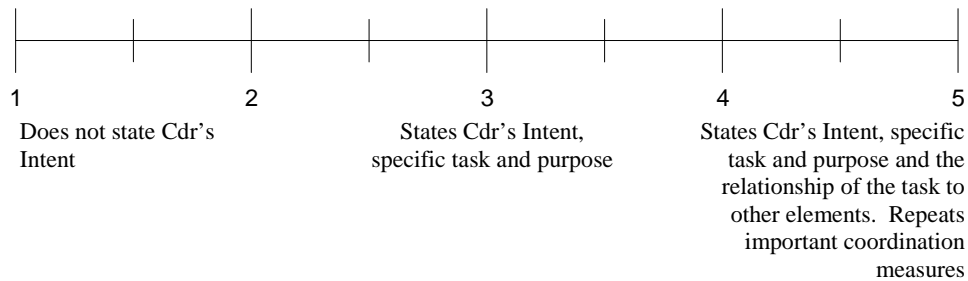 1 2 3 4 5
Does not state Cdr's
Intent
States Cdr's Intent,
specific task and purpose
States Cdr's Intent, specific
task and purpose and the
relationship of the task to
other elements.  Repeats
important coordination
measures